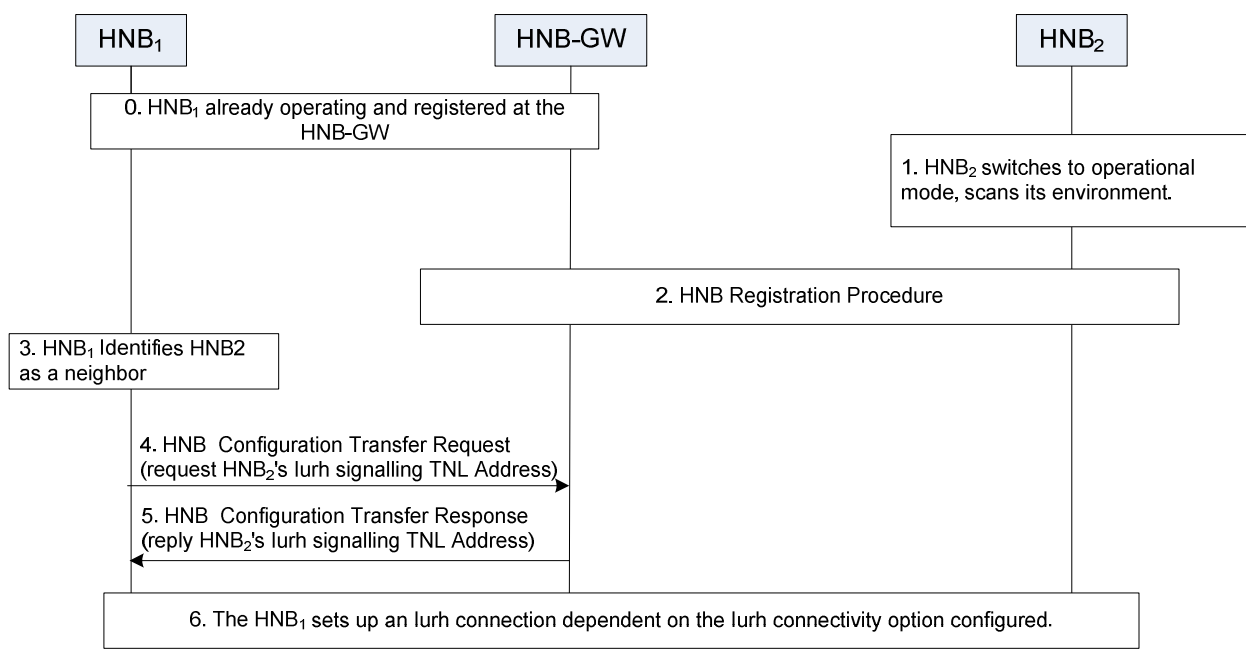 HNB₁
HNB-GW
HNB₂
0. HNB₁ already operating and registered at the
HNB-GW
1. HNB₂ switches to operational
mode, scans its environment.
2. HNB Registration Procedure
3. HNB₁ Identifies HNB2
as a neighbor
4. HNB Configuration Transfer Request
(request HNB₂'s Iurh signalling TNL Address)
5. HNB Configuration Transfer Response
(reply HNB₂'s Iurh signalling TNL Address)
6. The HNB₁ sets up an Iurh connection dependent on the Iurh connectivity option configured.